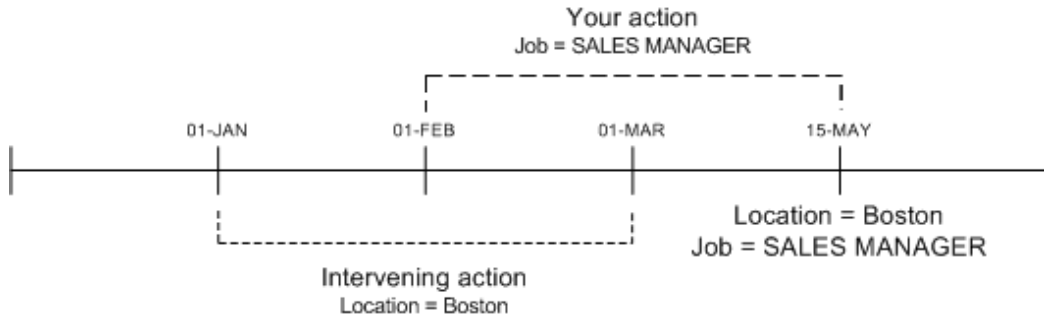 Your action
Job = SALES MANAGER
01-JAN 01-FEB 01-MAR 15-MAY
Location = Boston
Job = SALES MANAGER
Intervening action
Location = Boston